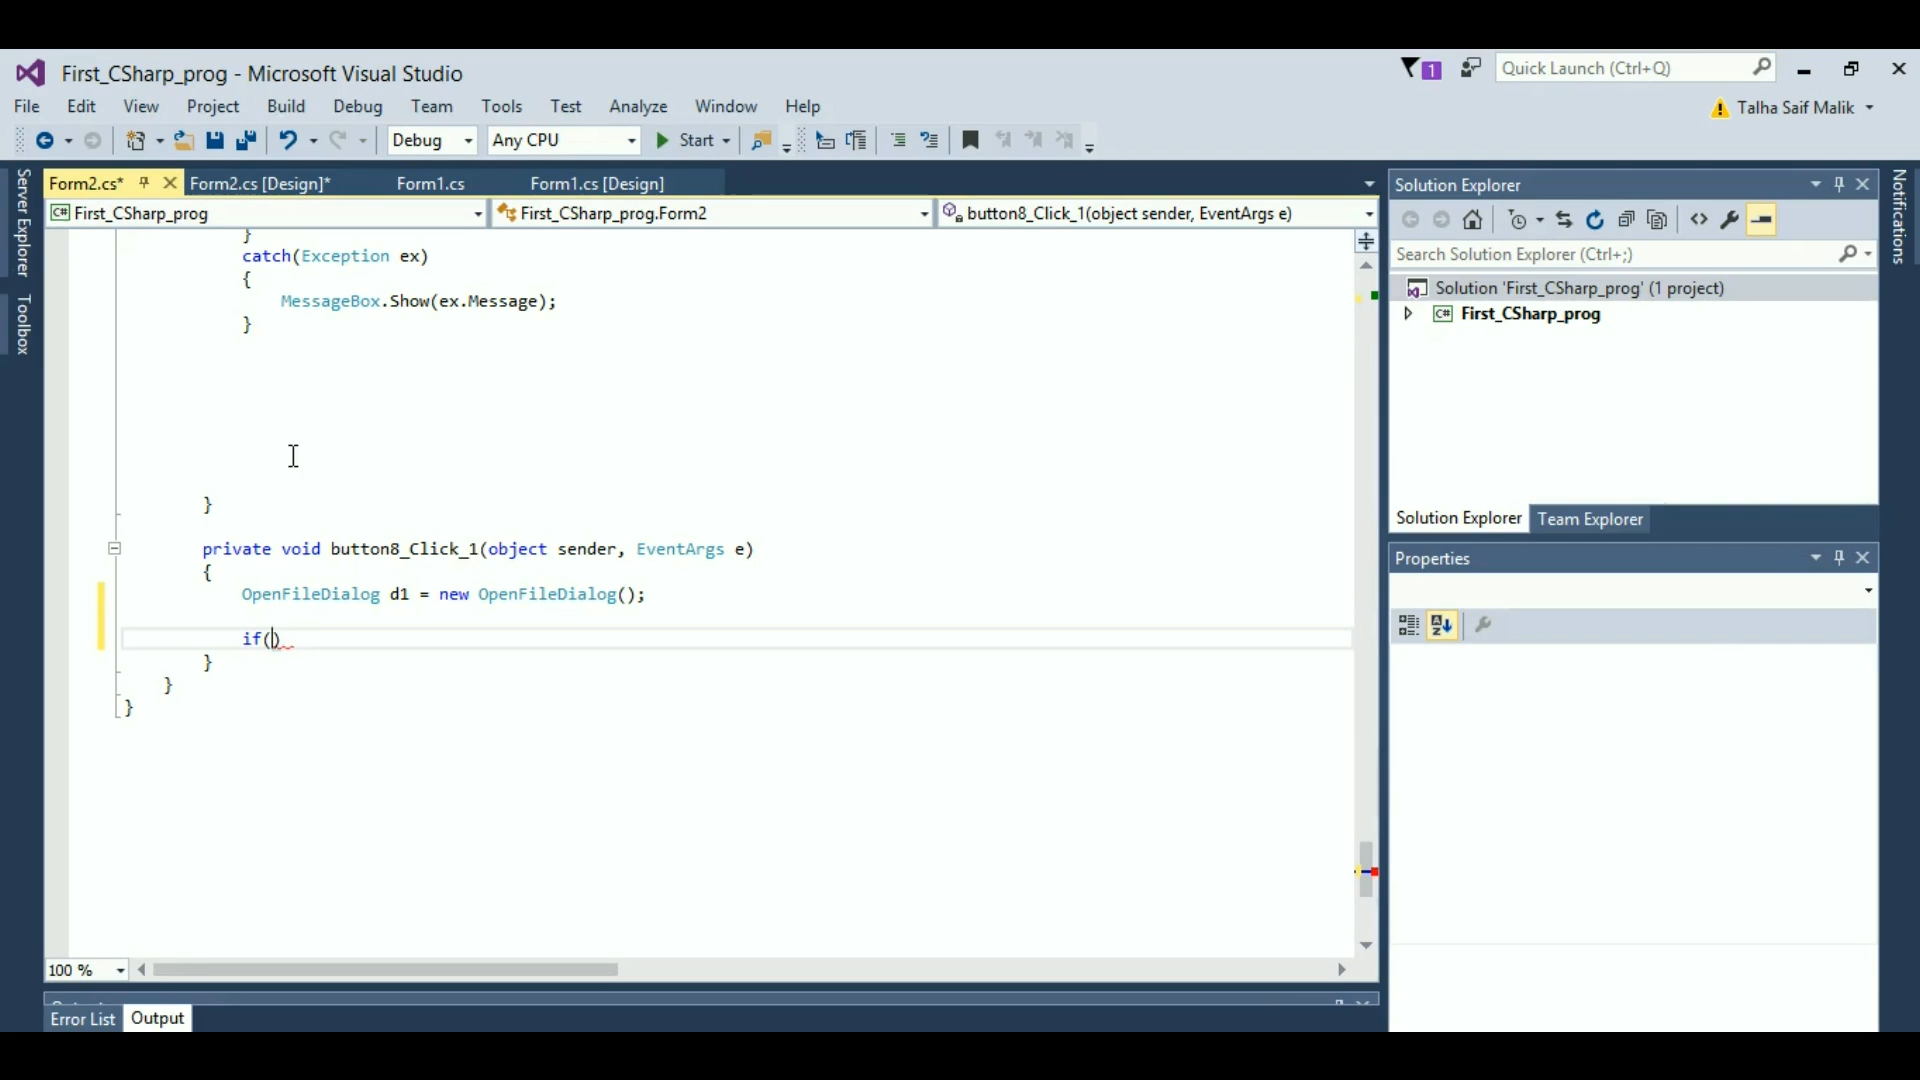 First_CSharp_prog - Microsoft Visual Studio
1
Quick Launch (Ctrl+Q)
File Edit View Project Build Debug Team Tools Test Analyze Window Help
Talha Saif Malik
Debug Any CPU Start
Server Explorer
Toolbox
Form2.cs* Form2.cs [Design]* Form1.cs Form1.cs [Design]
First_CSharp_prog First_CSharp_prog.Form2 button8_Click_1(object sender, EventArgs e)
}
catch(Exception ex)
{
MessageBox.Show(ex.Message);
}
}
private void button8_Click_1(object sender, EventArgs e)
{
OpenFileDialog d1 = new OpenFileDialog();
if()
}
}
}
100 %
Error List Output
Solution Explorer
Search Solution Explorer (Ctrl+;)
Solution 'First_CSharp_prog' (1 project)
First_CSharp_prog
Solution Explorer Team Explorer
Properties
Notifications